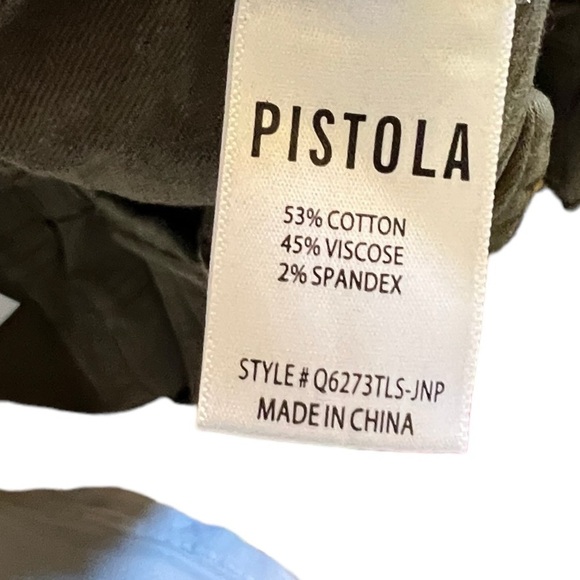 PISTOLA
53% COTTON
45% VISCOSE
2% SPANDEX
STYLE # Q6273TLS-JNP
MADE IN CHINA